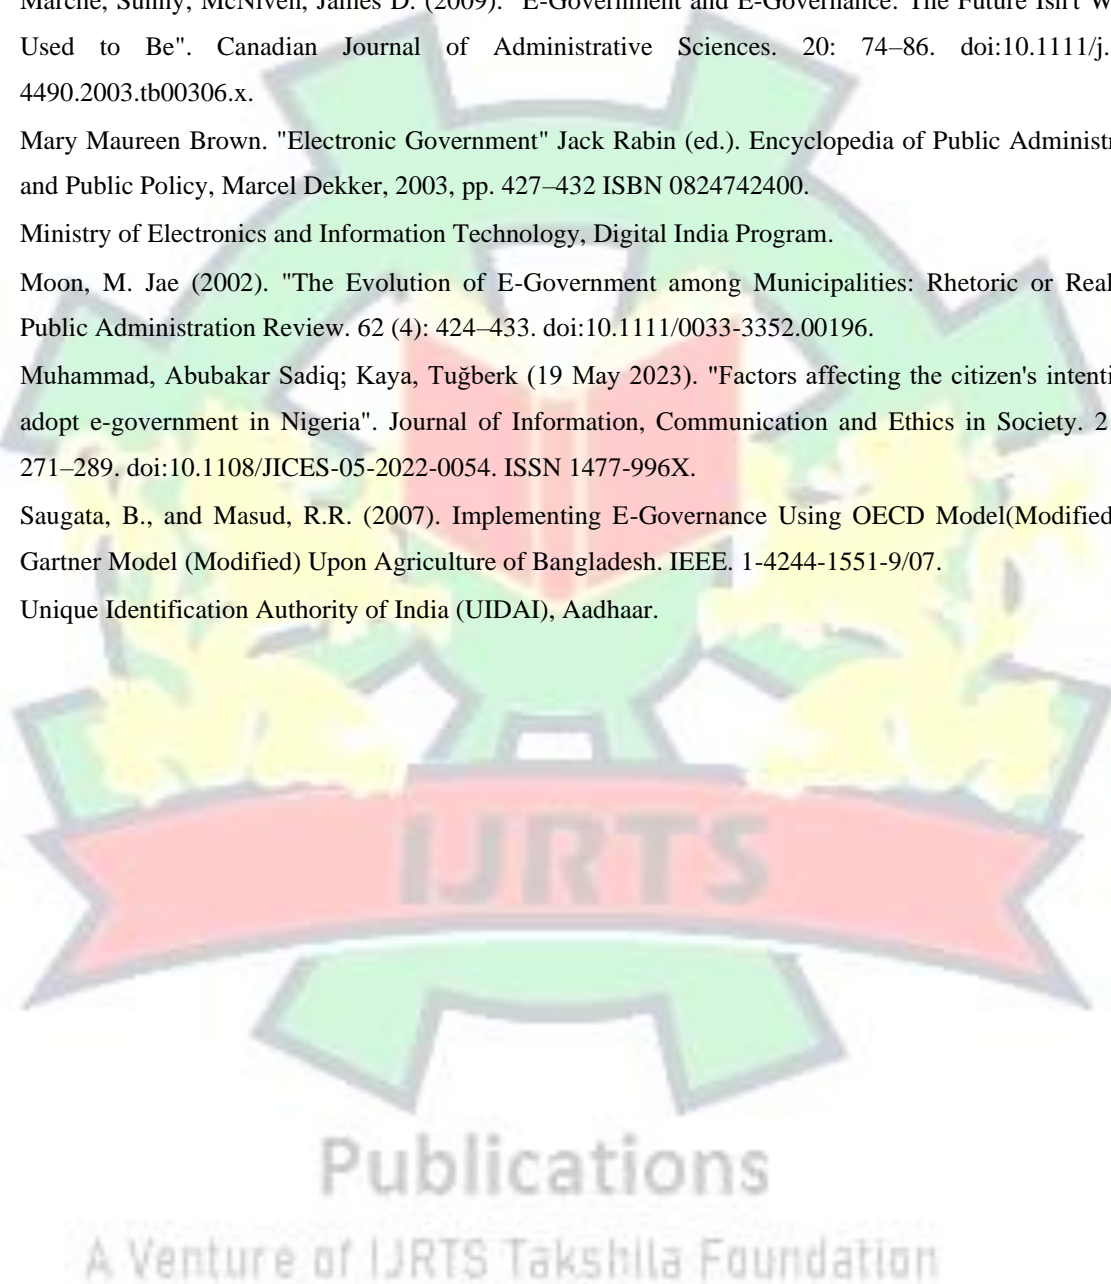 Marche, Sunny; McNiven, James D. (2009). "E-Government and E-Governance: The Future Isn't
Used to Be". Canadian Journal of Administrative Sciences. 20: 74–86. doi:10.1111/j.
4490.2003.tb00306.x.
Mary Maureen Brown. "Electronic Government" Jack Rabin (ed.). Encyclopedia of Public
and Public Policy, Marcel Dekker, 2003, pp. 427–432 ISBN 0824742400.
Ministry of Electronics and Information Technology, Digital India Program.
Moon, M. Jae (2002). "The Evolution of E-Government among Municipalities: Rhetoric or
Public Administration Review. 62 (4): 424–433. doi:10.1111/0033-3352.00196.
Muhammad, Abubakar Sadiq; Kaya, Tuğberk (19 May 2023). "Factors affecting the citizen's
adopt e-government in Nigeria". Journal of Information, Communication and Ethics in Society.
271–289. doi:10.1108/JICES-05-2022-0054. ISSN 1477-996X.
Saugata, B., and Masud, R.R. (2007). Implementing E-Governance Using OECD Model(Modified
Gartner Model (Modified) Upon Agriculture of Bangladesh. IEEE. 1-4244-1551-9/07.
Unique Identification Authority of India (UIDAI), Aadhaar.
IJRTS
Publications
A Venture of IJRTS Takshila Foundation